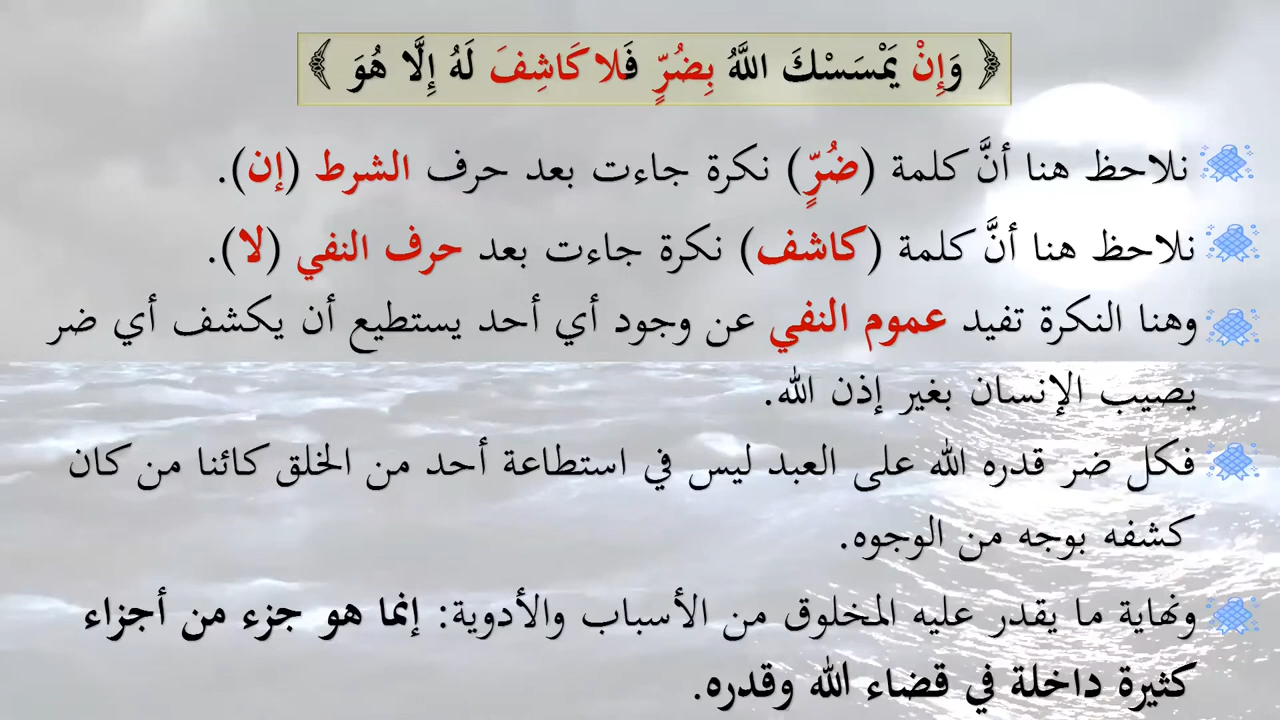 ﴿ وَإِنْ يَمْسَسْكَ اللَّهُ بِضُرٍّ فَلا كَاشِفَ لَهُ إِلَّا هُوَ ﴾
نلاحظ هنا أنَّ كلمة (ضُرٍّ) نكرة جاءت بعد حرف الشرط (إن).
نلاحظ هنا أنَّ كلمة (كاشف) نكرة جاءت بعد حرف النفي (لا).
وهنا النكرة تفيد عموم النفي عن وجود أي أحد يستطيع أن يكشف أي ضر
يصيب الإنسان بغير إذن الله.
فكل ضر قدره الله على العبد ليس في استطاعة أحد من الخلق كائنا من كان
كشفه بوجه من الوجوه.
ونهاية ما يقدر عليه المخلوق من الأسباب والأدوية: إنما هو جزء من أجزاء
كثيرة داخلة في قضاء الله وقدره.